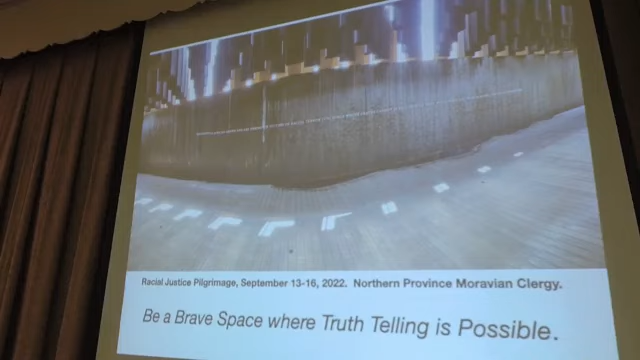 Racial Justice Pilgrimage, September 13-16, 2022. Northern Province Moravian Clergy.
Be a Brave Space where Truth Telling is Possible.